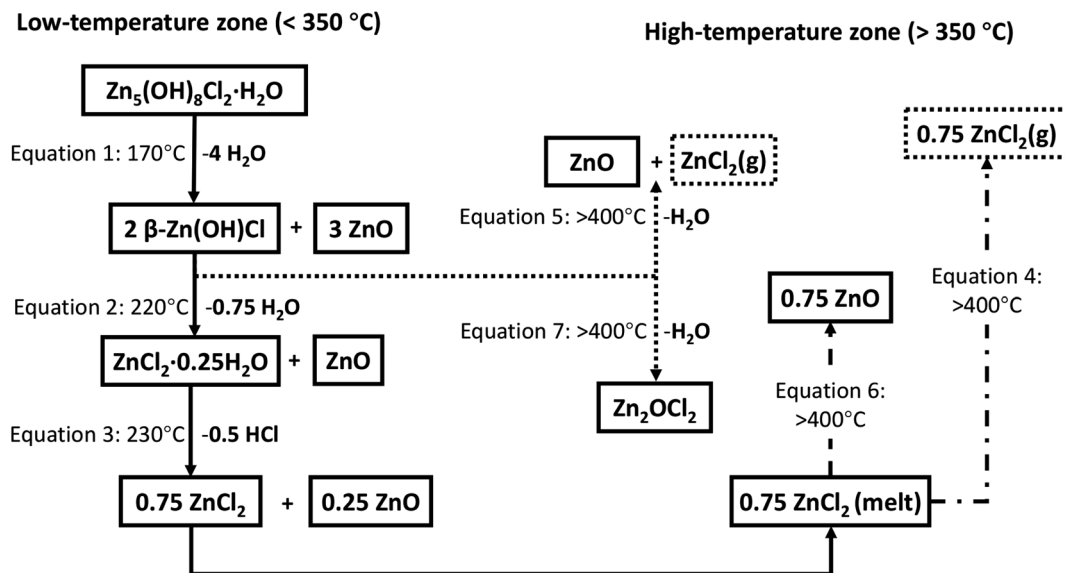 Low-temperature zone (< 350 °C)
High-temperature zone (> 350 °C)
Zn₅(OH)₈Cl₂·H₂O
Equation 1: 170°C -4 H₂O
2 β-Zn(OH)Cl + 3 ZnO
Equation 2: 220°C -0.75 H₂O
ZnCl₂·0.25H₂O + ZnO
Equation 3: 230°C -0.5 HCl
0.75 ZnCl₂ + 0.25 ZnO
ZnO + ZnCl₂(g)
Equation 5: >400°C -H₂O
Equation 7: >400°C -H₂O
Zn₂OCl₂
0.75 ZnO
Equation 6:
>400°C
0.75 ZnCl₂ (melt)
0.75 ZnCl₂(g)
Equation 4:
>400°C